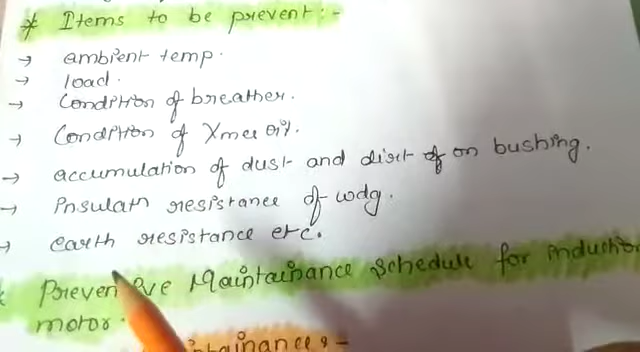 * Items to be prevent:-
→ ambient temp.
→ load.
→ Condition of breather.
→ Condition of Xmer oil.
→ accumulation of dust and dirt of on bushing.
→ Insulatn resistance of wdg.
→ earth resistance etc.
Preventive Maintainance Schedule for induction
motor.
tainance:-